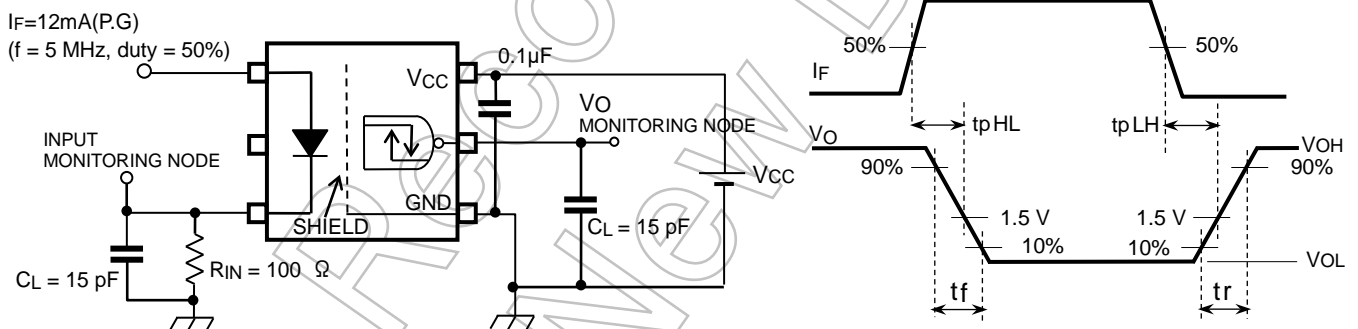 IF=12mA(P.G)
(f = 5 MHz, duty = 50%)
INPUT
MONITORING NODE
CL = 15 pF
RIN = 100 Ω
SHIELD
VCC
GND
0.1μF
VO
MONITORING NODE
CL = 15 pF
VCC
50%
50%
IF
tpHL
tpLH
VO
VOH
90%
90%
1.5 V
1.5 V
10%
10%
VOL
tf
tr
Reco
New D